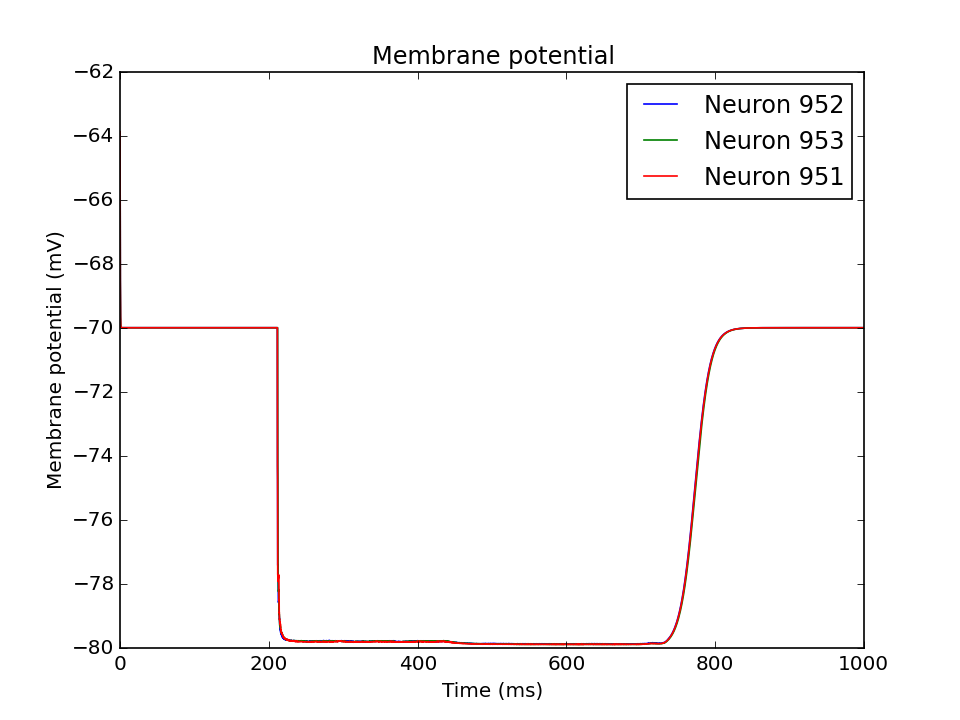 Membrane potential
Neuron 952
Neuron 953
Neuron 951
Membrane potential (mV)
−62
−64
−66
−68
−70
−72
−74
−76
−78
−80
0 200 400 600 800 1000
Time (ms)